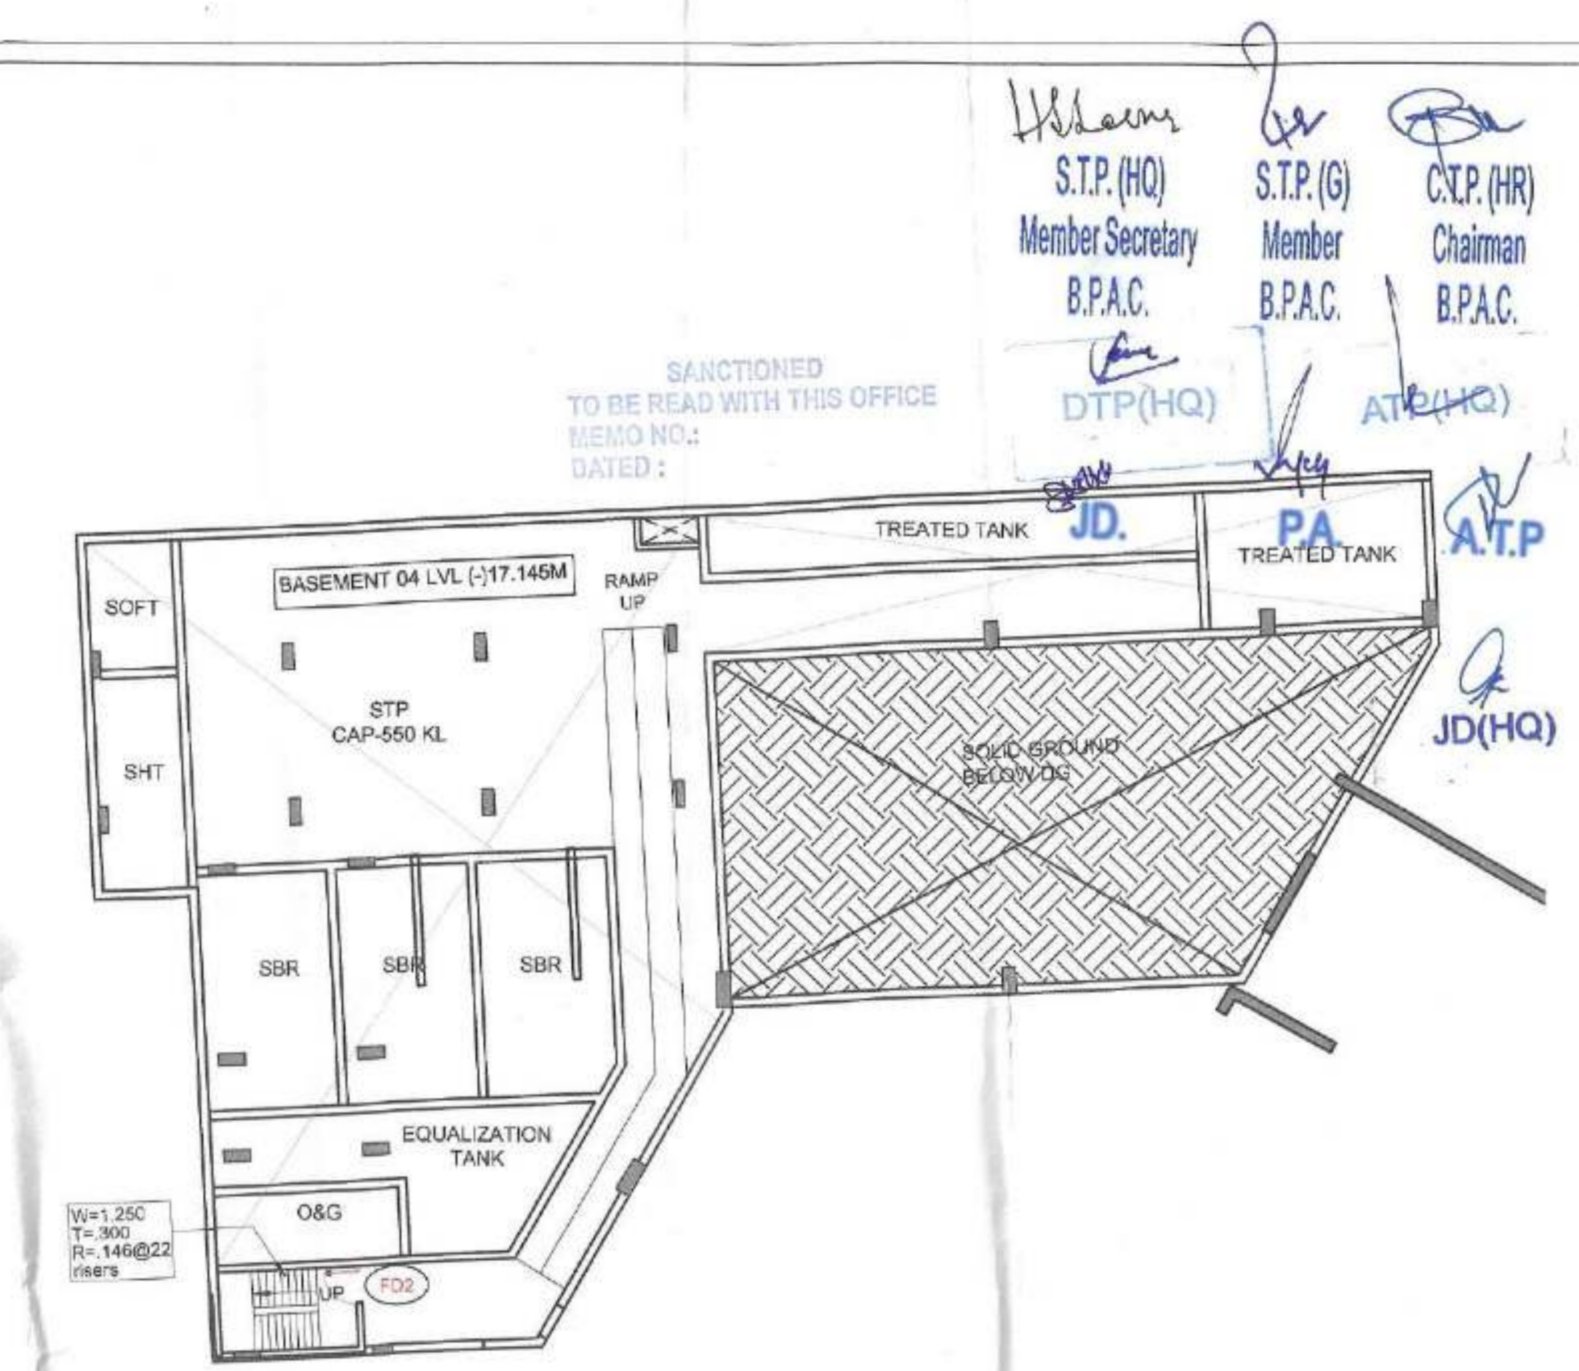 S.T.P. (HQ)
Member Secretary
B.P.A.C.
S.T.P. (G)
Member
B.P.A.C.
C.T.P. (HR)
Chairman
B.P.A.C.
DTP(HQ)
ATP(HQ)
SANCTIONED
TO BE READ WITH THIS OFFICE
MEMO NO.:
DATED :
JD.
P.A.
A.T.P
JD(HQ)
TREATED TANK
TREATED TANK
BASEMENT 04 LVL (-)17.145M
RAMP
UP
SOFT
SHT
STP
CAP-550 KL
SOLID GROUND
BELOW DG
SBR
SBR
SBR
EQUALIZATION
TANK
O&G
W=1.250
T=.300
R=.146@22
risers
UP
FD2